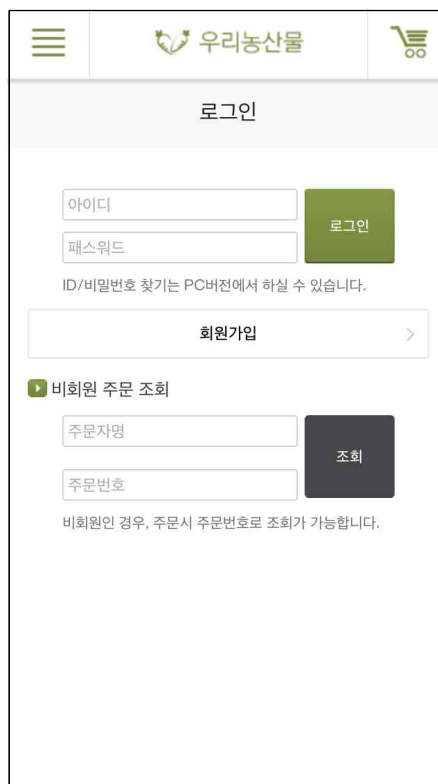 우리농산물
로그인
아이디
로그인
패스워드
ID/비밀번호 찾기는 PC버전에서 하실 수 있습니다.
회원가입
비회원 주문 조회
주문자명
조회
주문번호
비회원인 경우, 주문시 주문번호로 조회가 가능합니다.